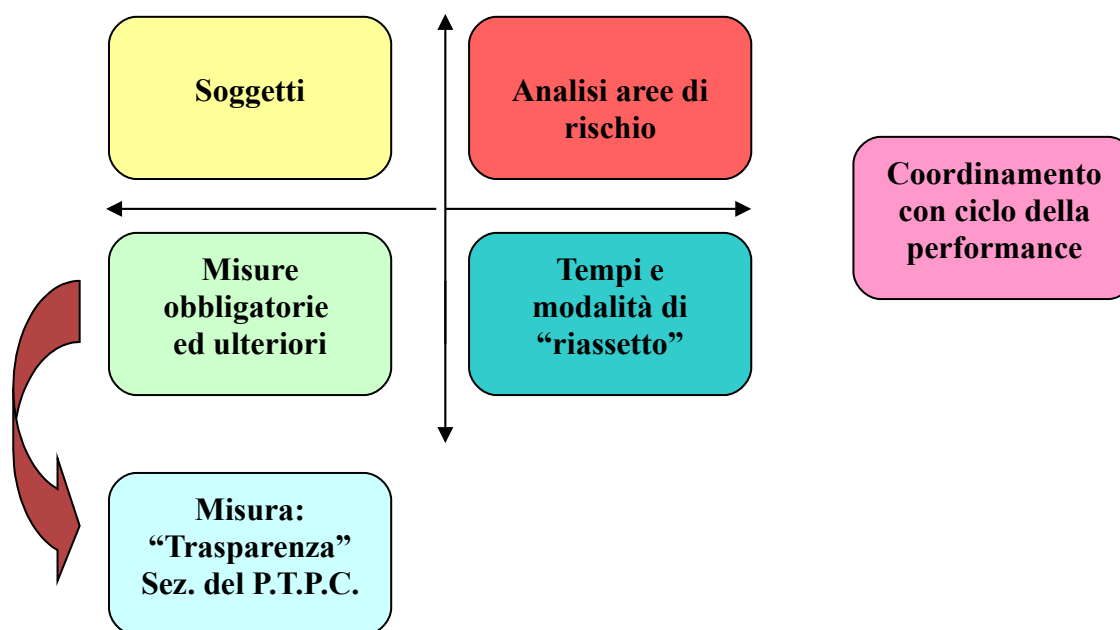 Soggetti
Analisi aree di
rischio
Coordinamento
con ciclo della
performance
Misure
obbligatorie
ed ulteriori
Tempi e
modalità di
“riassetto”
Misura:
“Trasparenza”
Sez. del P.T.P.C.